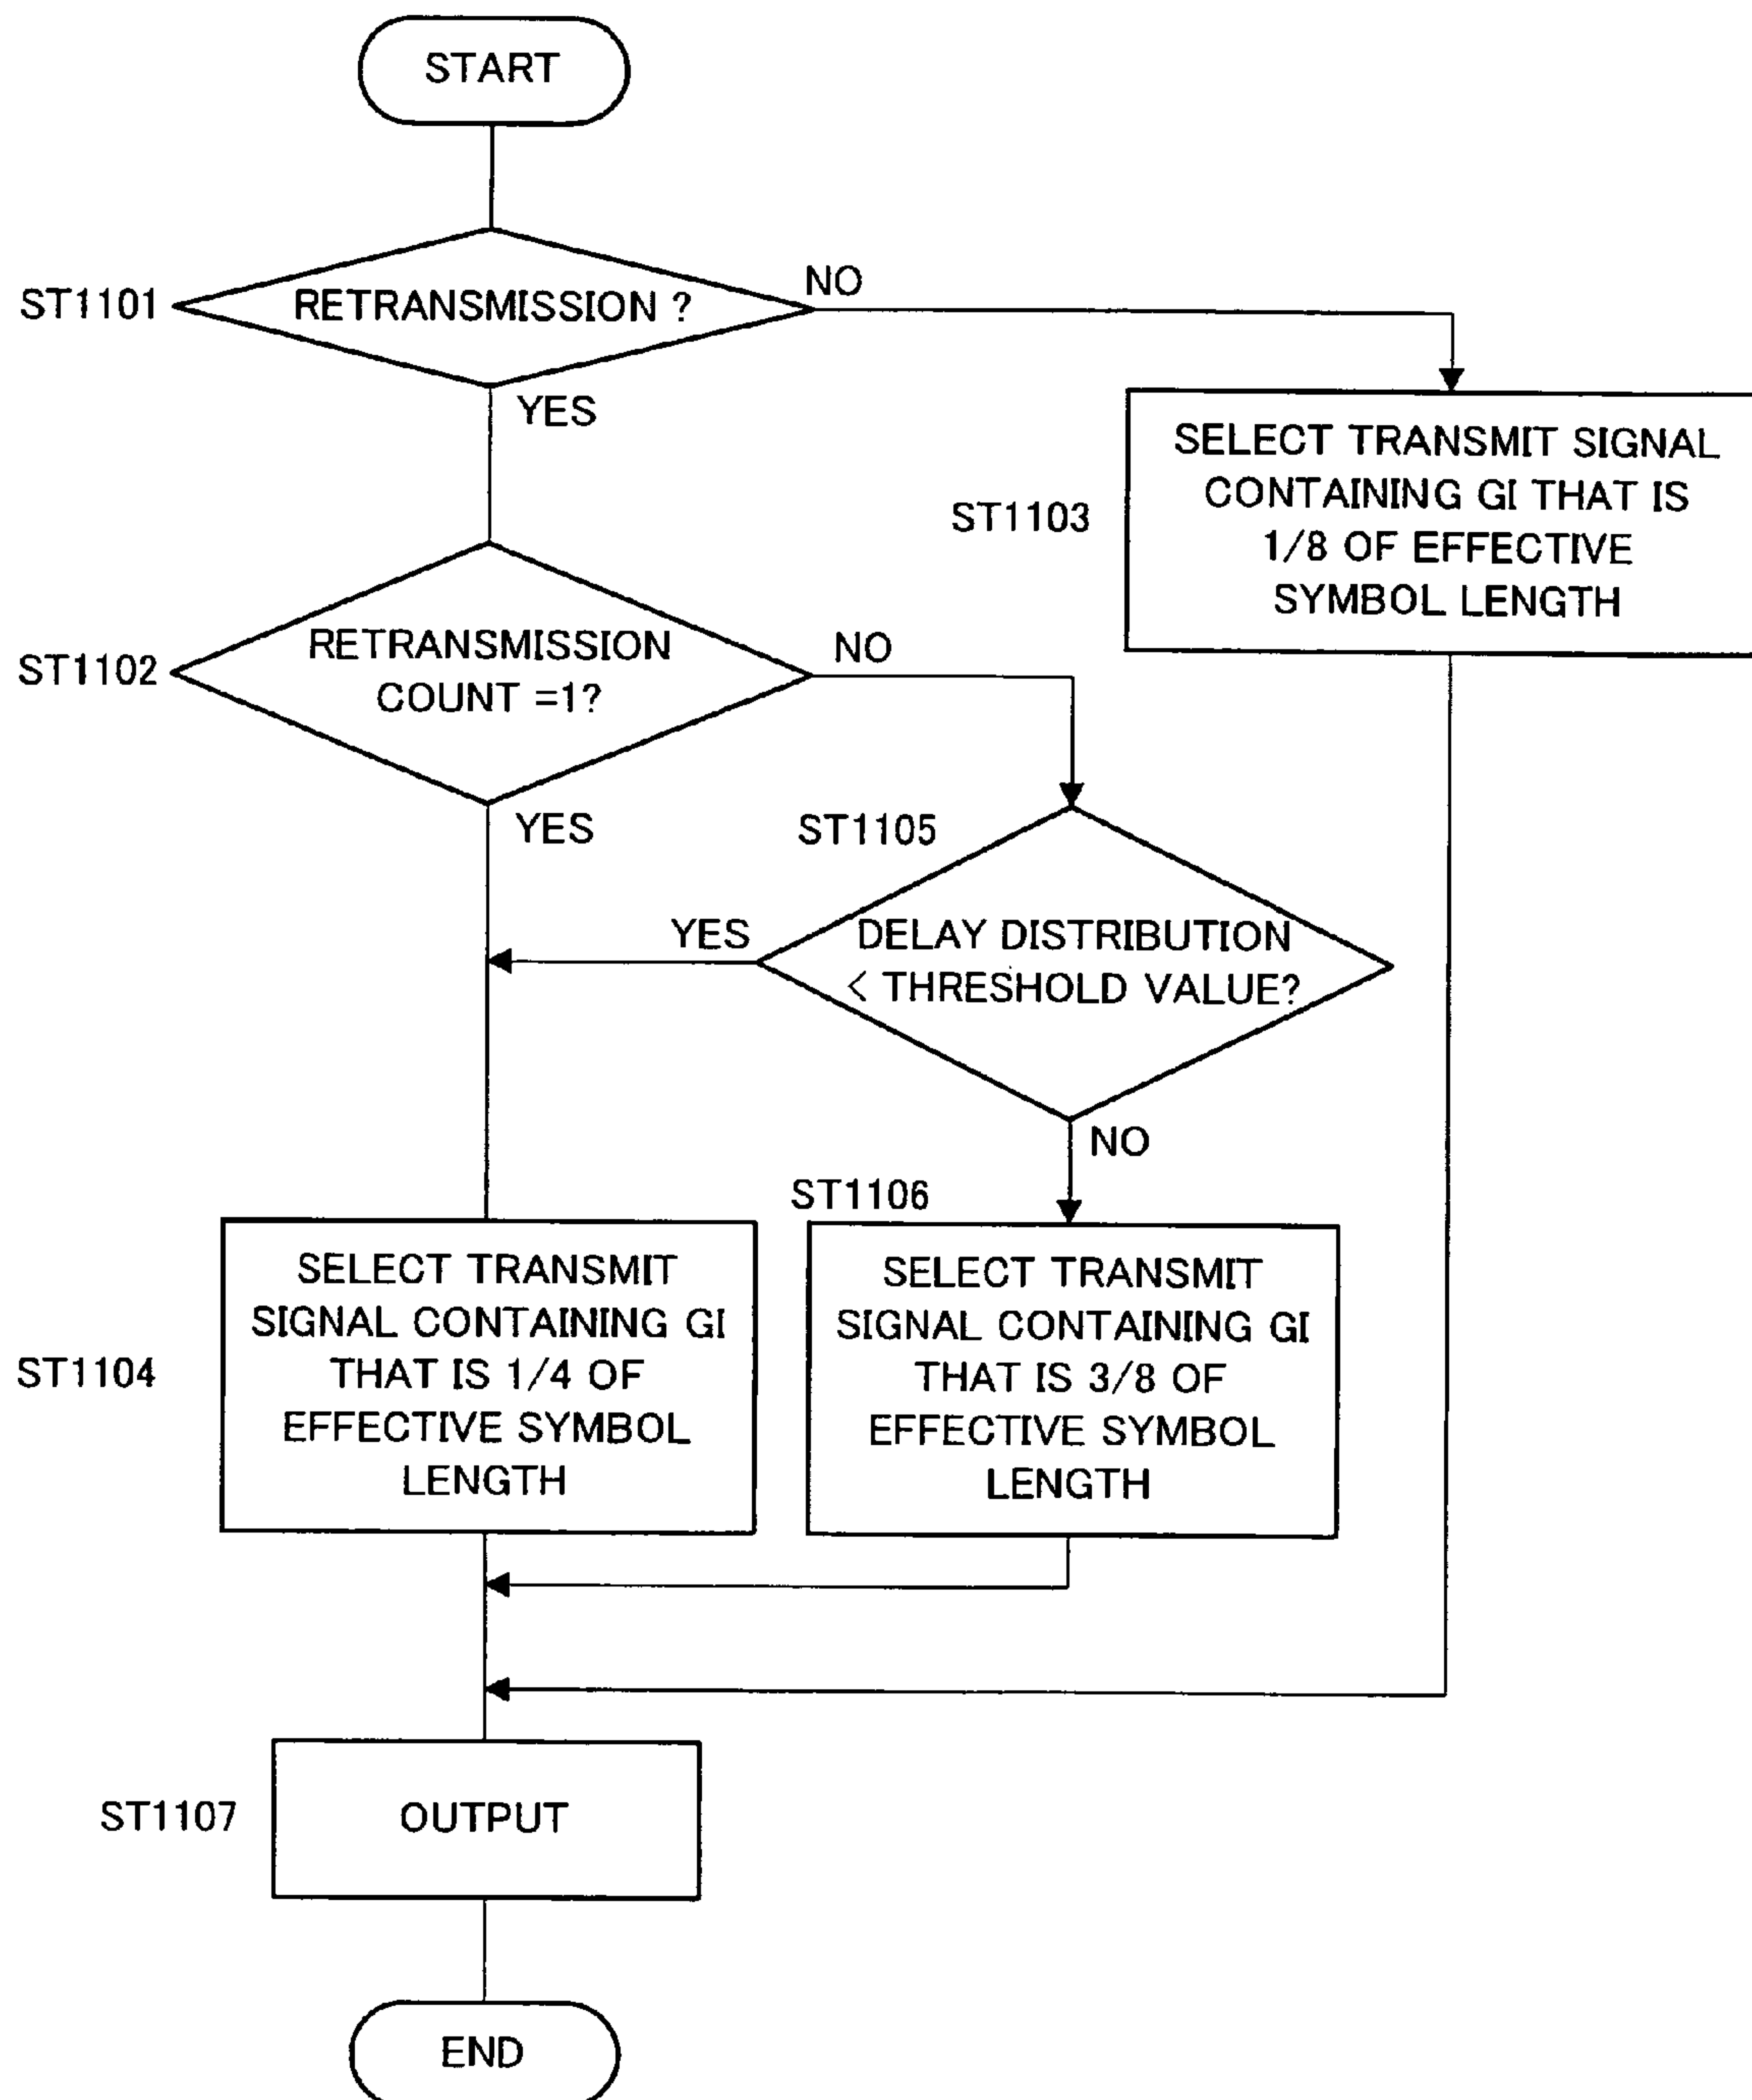 START
ST1101
RETRANSMISSION ?
NO
YES
ST1103
SELECT TRANSMIT SIGNAL
CONTAINING GI THAT IS
1/8 OF EFFECTIVE
SYMBOL LENGTH
ST1102
RETRANSMISSION
COUNT =1?
NO
YES
ST1105
DELAY DISTRIBUTION
< THRESHOLD VALUE?
YES
NO
ST1104
SELECT TRANSMIT
SIGNAL CONTAINING GI
THAT IS 1/4 OF
EFFECTIVE SYMBOL
LENGTH
ST1106
SELECT TRANSMIT
SIGNAL CONTAINING GI
THAT IS 3/8 OF
EFFECTIVE SYMBOL
LENGTH
ST1107
OUTPUT
END